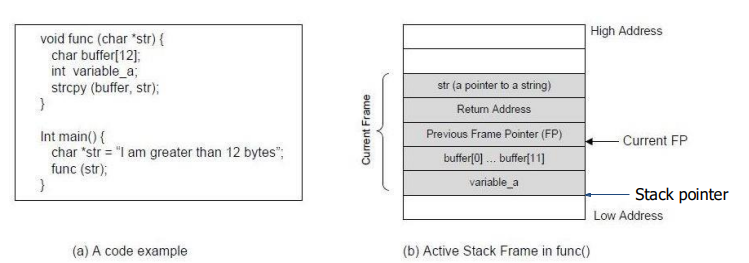 void func (char *str) {
char buffer[12];
int variable_a;
strcpy (buffer, str);
}
Int main() {
char *str = "I am greater than 12 bytes";
func (str);
}
(a) A code example
High Address
Current Frame
str (a pointer to a string)
Return Address
Previous Frame Pointer (FP)
Current FP
buffer[0] ... buffer[11]
variable_a
Stack pointer
Low Address
(b) Active Stack Frame in func()